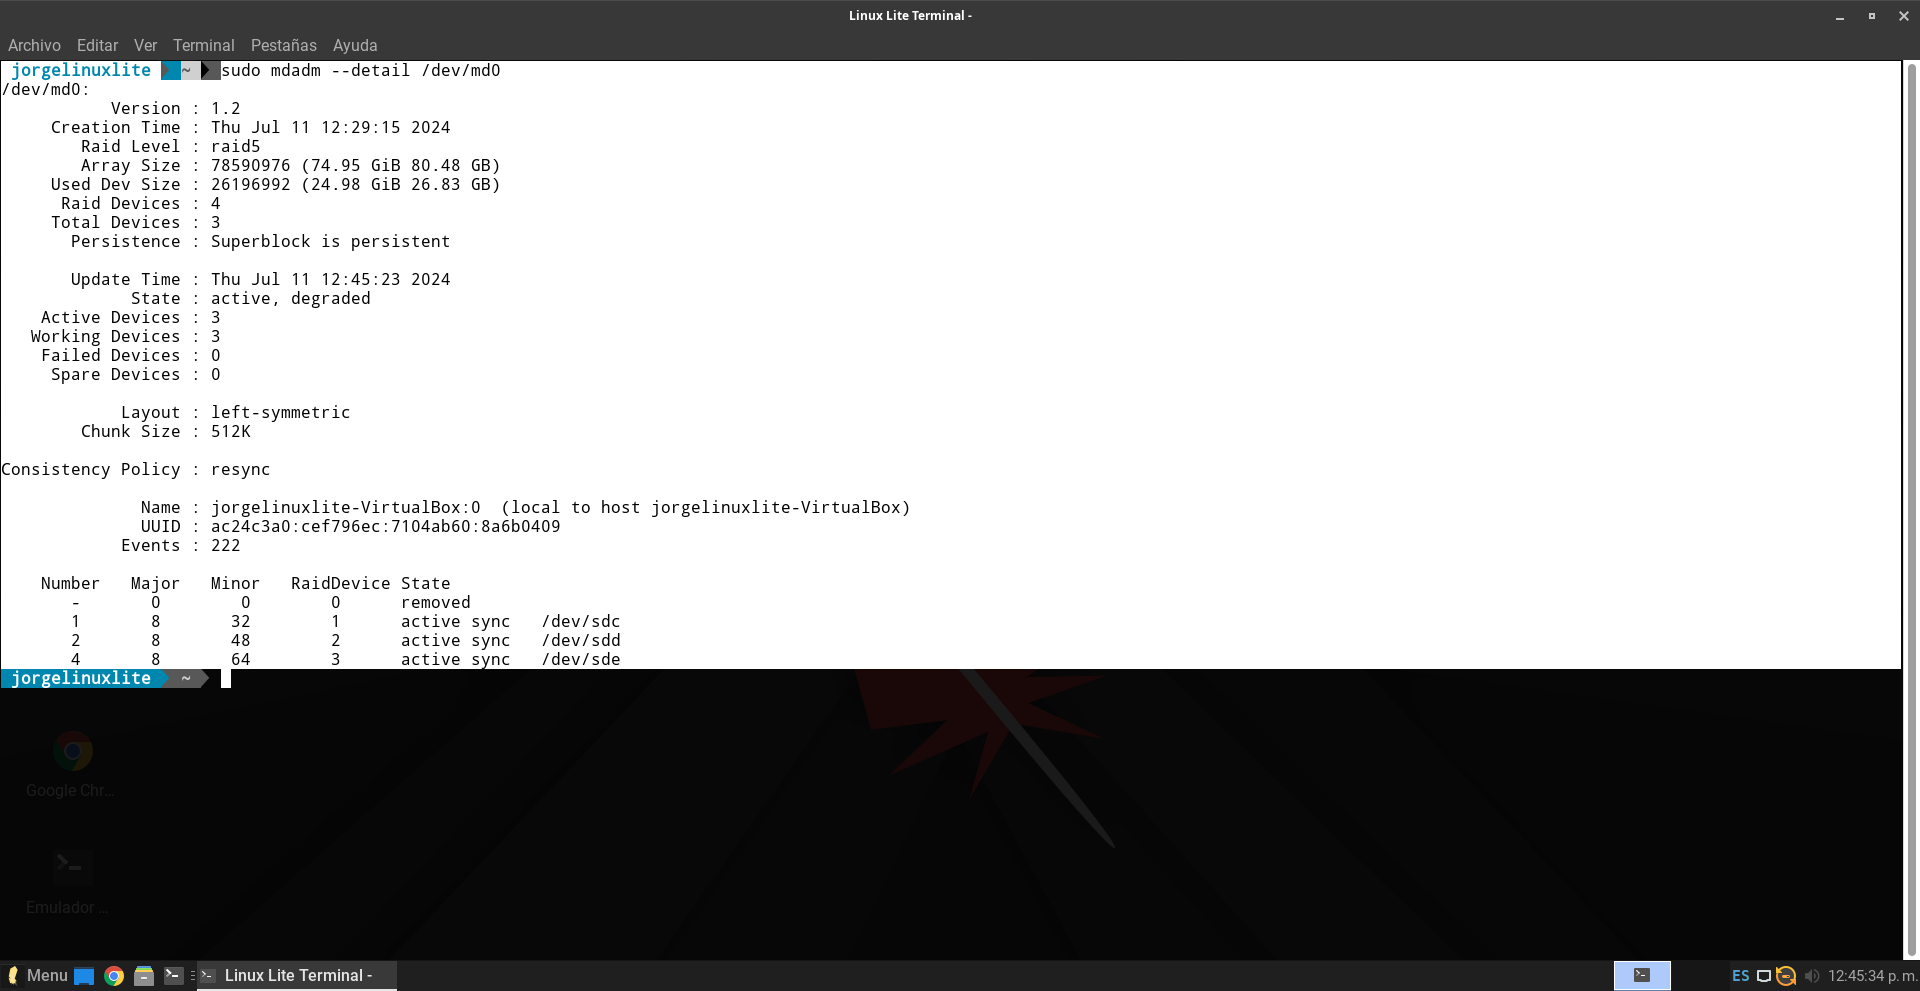 Linux Lite Terminal -
Archivo Editar Ver Terminal Pestañas Ayuda
jorgelinuxlite ~ sudo mdadm --detail /dev/md0
/dev/md0:
Version : 1.2
Creation Time : Thu Jul 11 12:29:15 2024
Raid Level : raid5
Array Size : 78590976 (74.95 GiB 80.48 GB)
Used Dev Size : 26196992 (24.98 GiB 26.83 GB)
Raid Devices : 4
Total Devices : 3
Persistence : Superblock is persistent
Update Time : Thu Jul 11 12:45:23 2024
State : active, degraded
Active Devices : 3
Working Devices : 3
Failed Devices : 0
Spare Devices : 0
Layout : left-symmetric
Chunk Size : 512K
Consistency Policy : resync
Name : jorgelinuxlite-VirtualBox:0  (local to host jorgelinuxlite-VirtualBox)
UUID : ac24c3a0:cef796ec:7104ab60:8a6b0409
Events : 222
Number Major Minor RaidDevice State
- 0 0 0 removed
1 8 32 1 active sync /dev/sdc
2 8 48 2 active sync /dev/sdd
4 8 64 3 active sync /dev/sde
jorgelinuxlite ~
Google Chr...
Emulador ...
Menu Linux Lite Terminal - ES 12:45:34 p. m.